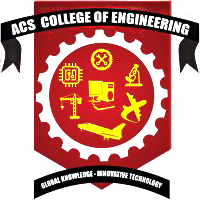 ACS COLLEGE OF ENGINEERING
GLOBAL KNOWLEDGE - INNOVATIVE TECHNOLOGY